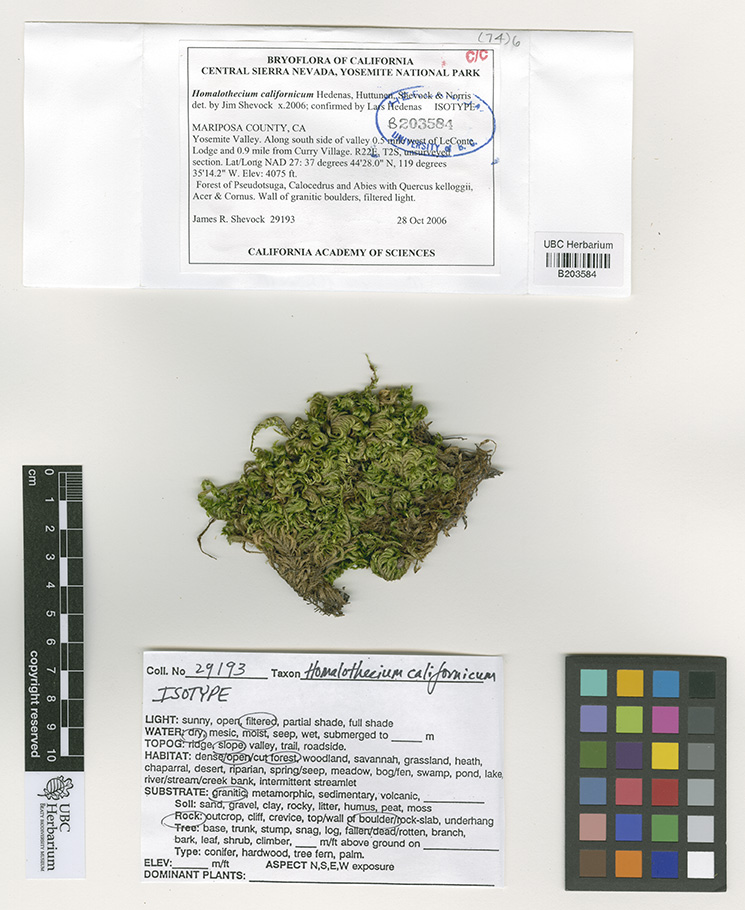 (74)6
C/C
BRYOFLORA OF CALIFORNIA
CENTRAL SIERRA NEVADA, YOSEMITE NATIONAL PARK
Homalothecium californicum Hedenas, Huttunen, Shevock & Norris
det. by Jim Shevock x.2006; confirmed by Lars Hedenas ISOTYPE
B203584
UNIVERSITY of B.C.
MARIPOSA COUNTY, CA
Yosemite Valley. Along south side of valley 0.5 mile west of LeConte
Lodge and 0.9 mile from Curry Village. R22E, T2S, unsurveyed
section. Lat/Long NAD 27: 37 degrees 44'28.0" N, 119 degrees
35'14.2" W. Elev: 4075 ft.
Forest of Pseudotsuga, Calocedrus and Abies with Quercus kelloggii,
Acer & Cornus. Wall of granitic boulders, filtered light.
James R. Shevock 29193 28 Oct 2006
CALIFORNIA ACADEMY OF SCIENCES
UBC Herbarium
B203584
cm
0 1 2 3 4 5 6 7 8 9 10
copyright reserved
UBC
Herbarium
BEATY BIODIVERSITY MUSEUM
Coll. No 29193 Taxon Homalothecium californicum
ISOTYPE
LIGHT: sunny, open, filtered, partial shade, full shade
WATER: dry, mesic, moist, seep, wet, submerged to ______ m
TOPOG: ridge, slope, valley, trail, roadside.
HABITAT: dense/open/cut forest, woodland, savannah, grassland, heath,
chaparral, desert, riparian, spring/seep, meadow, bog/fen, swamp, pond, lake,
river/stream/creek bank, intermittent streamlet
SUBSTRATE: granitic, metamorphic, sedimentary, volcanic, ______
Soil: sand, gravel, clay, rocky, litter, humus, peat, moss
Rock: outcrop, cliff, crevice, top/wall of boulder/rock-slab, underhang
Tree: base, trunk, stump, snag, log, fallen/dead/rotten, branch,
bark, leaf, shrub, climber, ____ m/ft above ground on ______
Type: conifer, hardwood, tree fern, palm.
ELEV: ______ m/ft ASPECT N,S,E,W exposure
DOMINANT PLANTS: ______